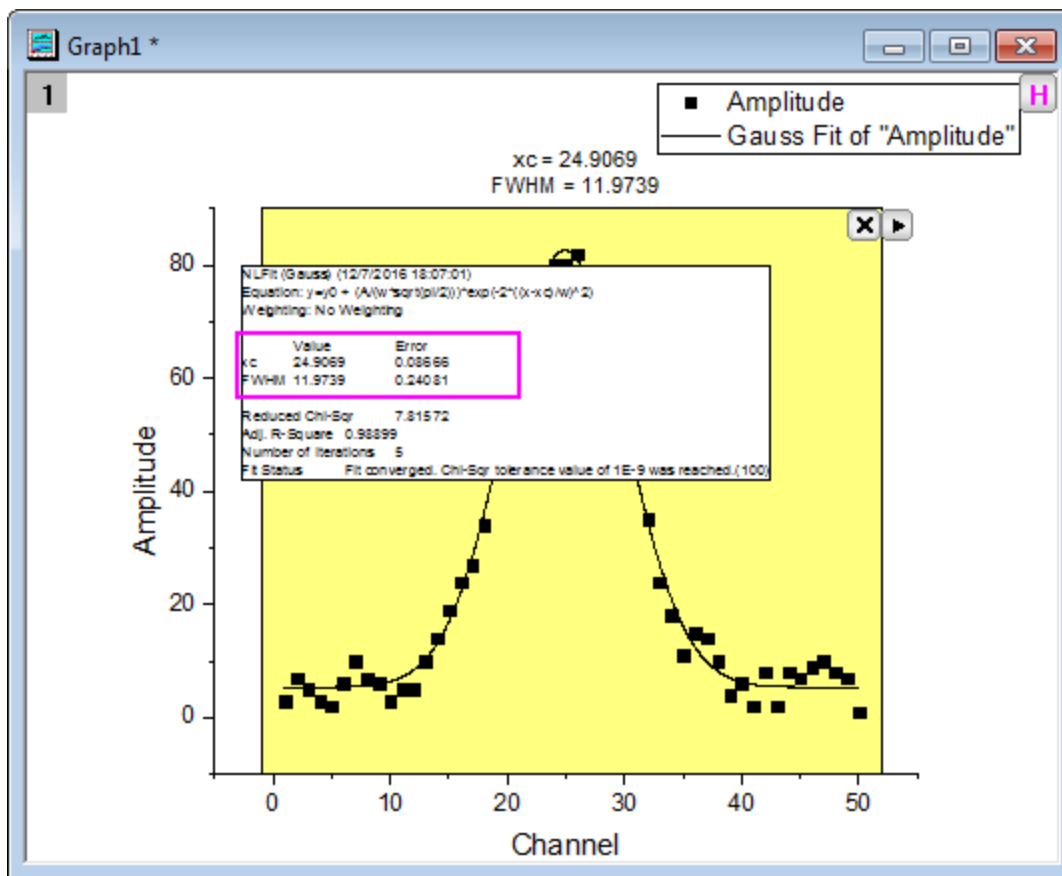 Graph1 *
1
H
Amplitude
Gauss Fit of "Amplitude"
xc = 24.9069
FWHM = 11.9739
NLFit (Gauss) (12/7/2016 18:07:01)
Equation: y=y0 + (A/(w*sqrt(pi/2)))*exp(-2*((x-xc)/w)^2)
Weighting: No Weighting
Value Error
xc 24.9069 0.08666
FWHM 11.9739 0.24081
Reduced Chi-Sqr 7.81572
Adj. R-Square 0.98899
Number of Iterations 5
Fit Status Fit converged. Chi-Sqr tolerance value of 1E-9 was reached.(100)
80
60
40
20
0
Amplitude
0 10 20 30 40 50
Channel